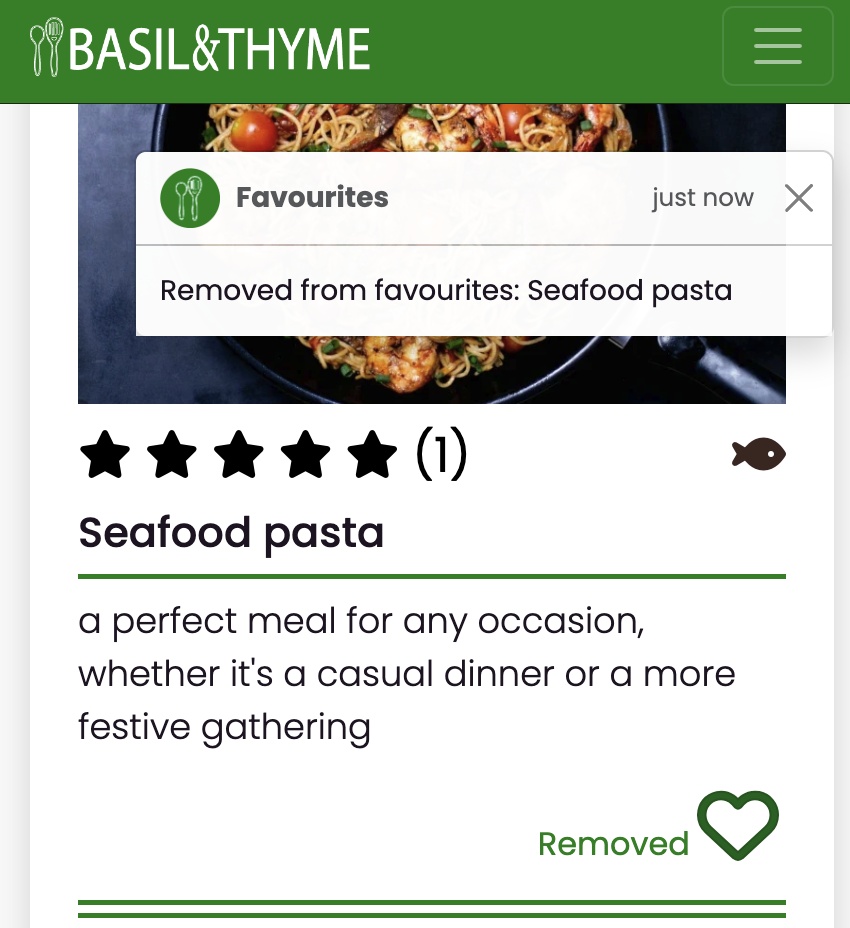 BASIL&THYME
Favourites just now
Removed from favourites: Seafood pasta
(1)
Seafood pasta
a perfect meal for any occasion,
whether it's a casual dinner or a more
festive gathering
Removed